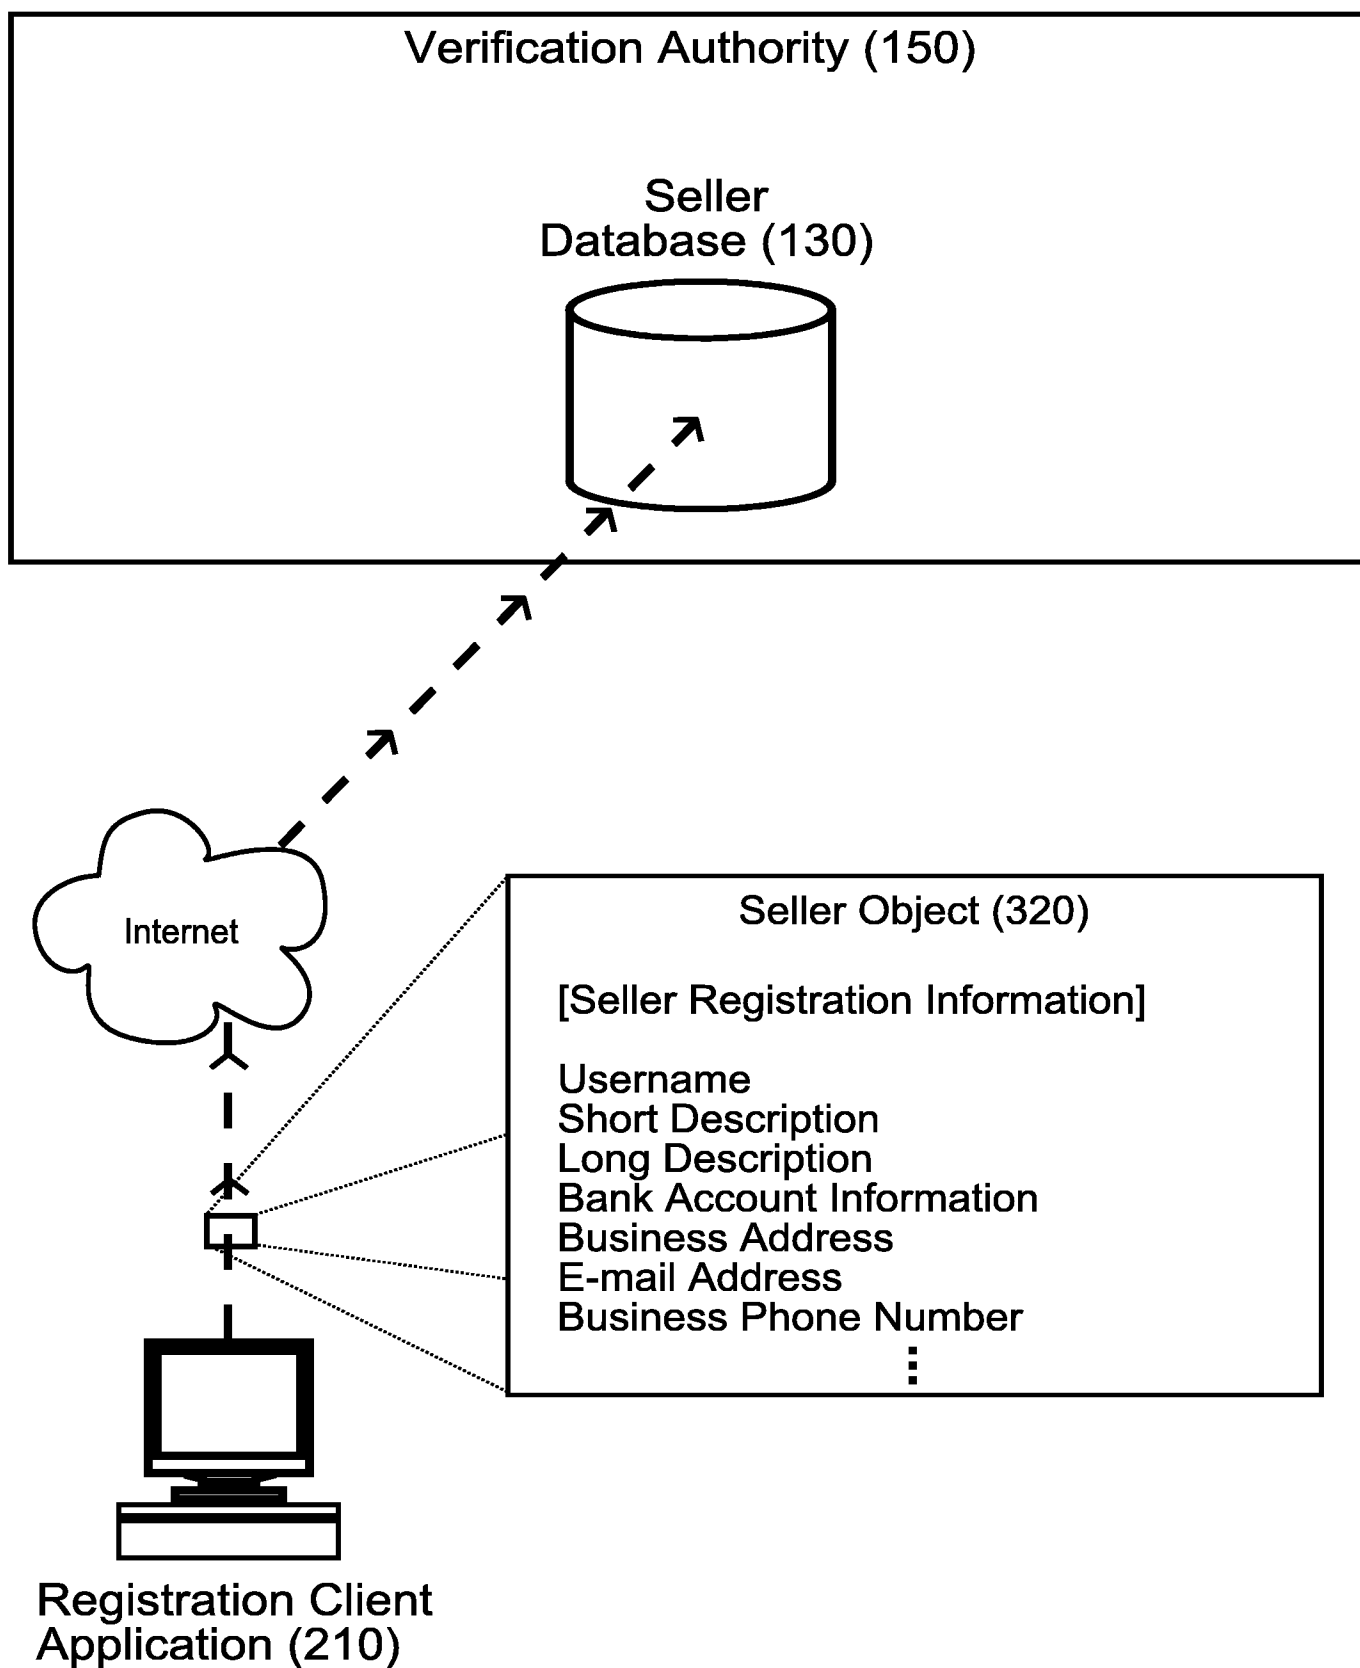 Verification Authority (150)
Seller
Database (130)
Internet
Seller Object (320)
[Seller Registration Information]
Username
Short Description
Long Description
Bank Account Information
Business Address
E-mail Address
Business Phone Number
Registration Client
Application (210)